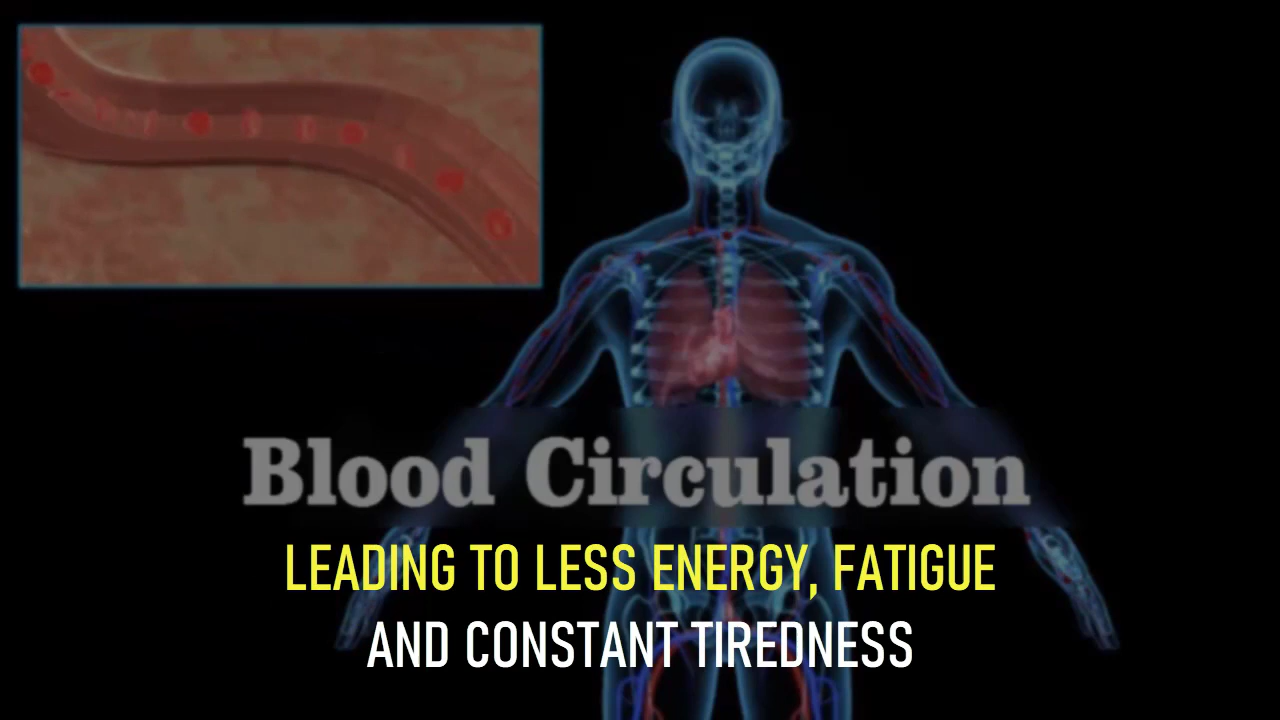 Blood Circulation
LEADING TO LESS ENERGY, FATIGUE
AND CONSTANT TIREDNESS